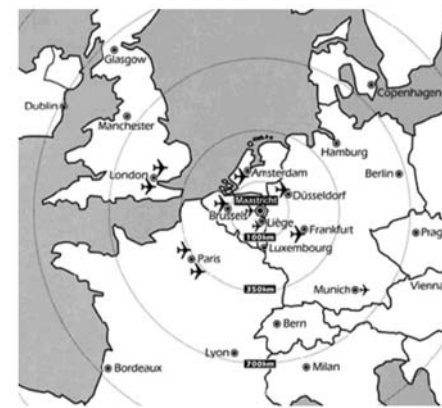 Glasgow
Copenhagen
Dublin
Manchester
Hamburg
London
Amsterdam
Berlin
Maastricht
Düsseldorf
Brussels
Liège
Frankfurt
Prag
100km
Luxembourg
Paris
350km
Munich
Vienna
Bern
Lyon
700km
Bordeaux
Milan